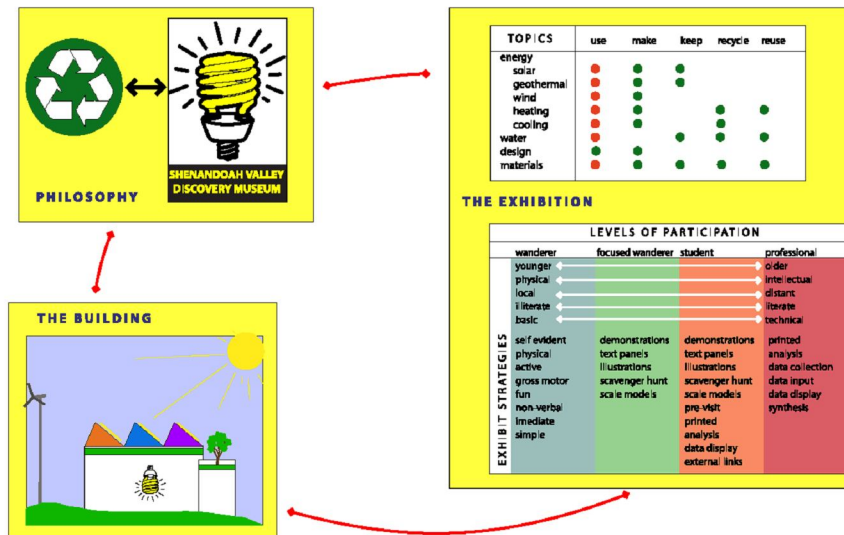 SHENANDOAH VALLEY
DISCOVERY MUSEUM
PHILOSOPHY
TOPICS use make keep recycle reuse
energy
solar
geothermal
wind
heating
cooling
water
design
materials
THE EXHIBITION
LEVELS OF PARTICIPATION
wanderer focused wanderer student professional
younger older
physical intellectual
local distant
illiterate literate
basic technical
EXHIBIT STRATEGIES
self evident demonstrations demonstrations printed
physical text panels text panels analysis
active illustrations illustrations data collection
gross motor scavenger hunt scavenger hunt data input
fun scale models scale models data display
non-verbal pre-visit synthesis
imediate printed
simple analysis
data display
external links
THE BUILDING